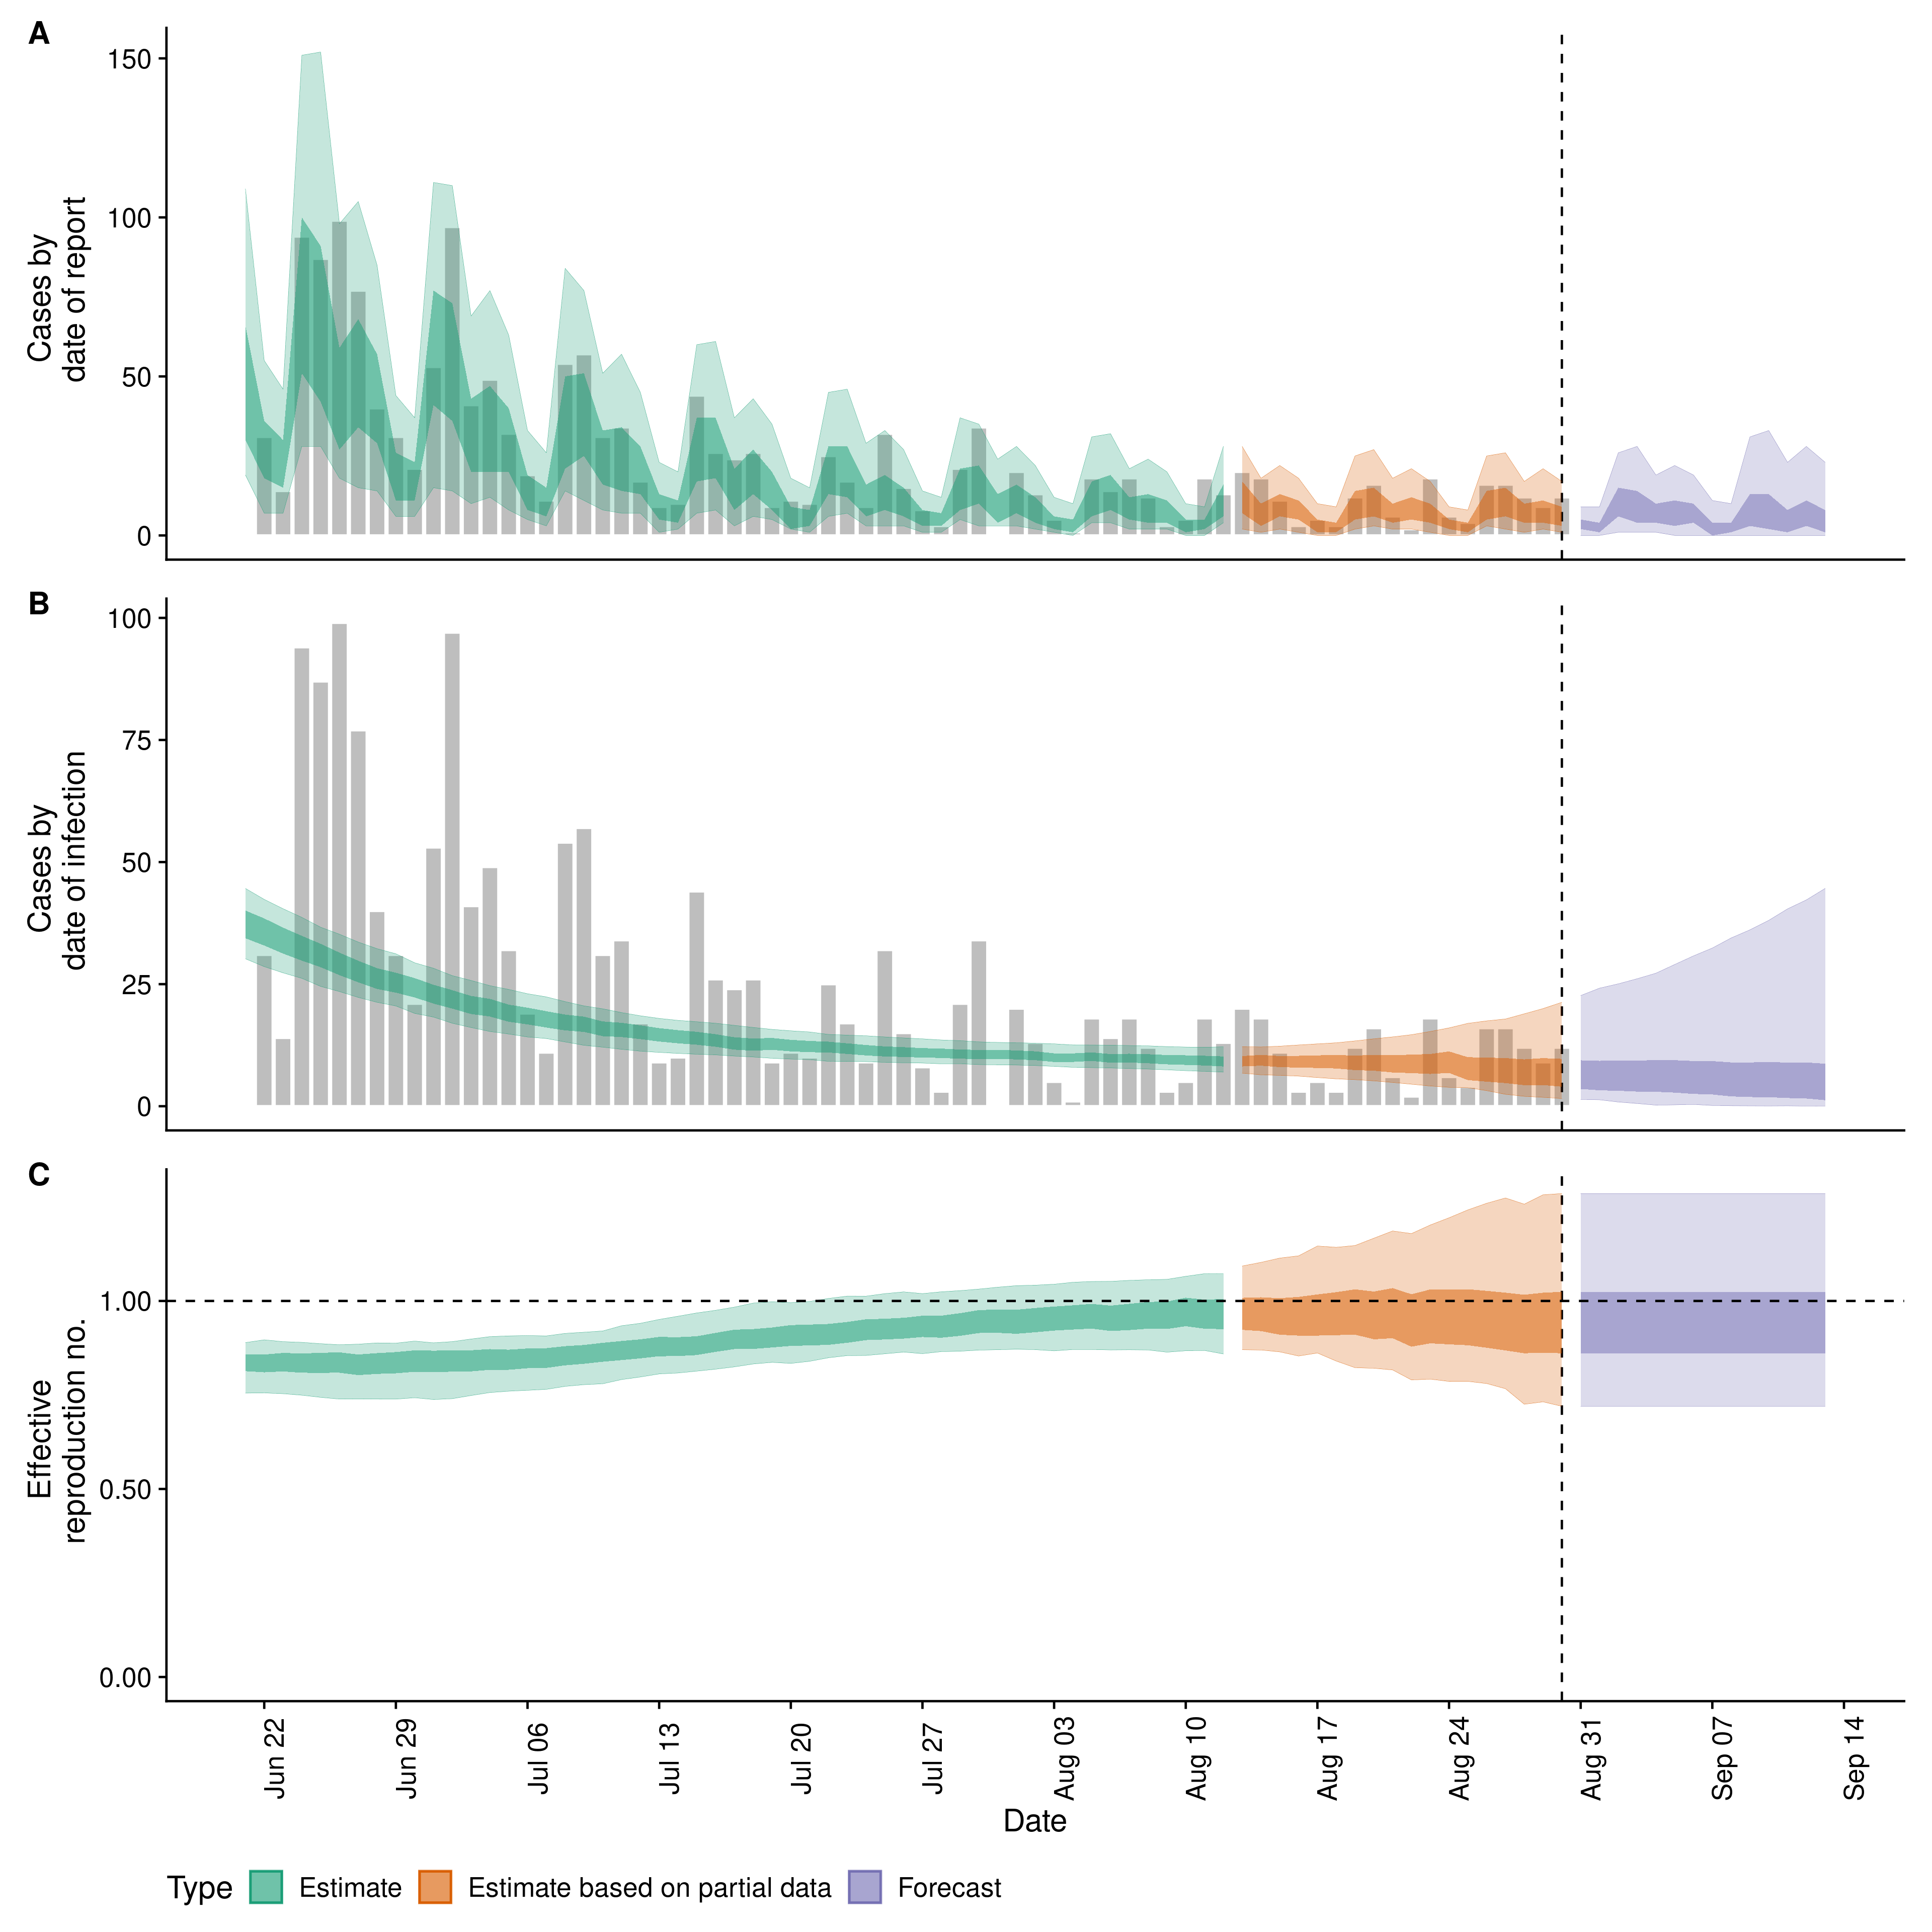 A
Cases by
date of report
150
100
50
0
B
Cases by
date of infection
100
75
50
25
0
C
Effective
reproduction no.
1.00
0.50
0.00
Jun 22
Jun 29
Jul 06
Jul 13
Jul 20
Jul 27
Aug 03
Aug 10
Aug 17
Aug 24
Aug 31
Sep 07
Sep 14
Date
Type Estimate Estimate based on partial data Forecast